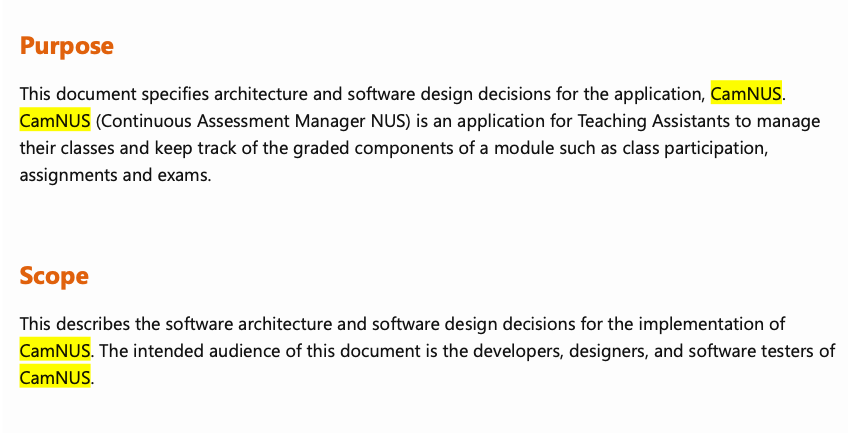 Purpose
This document specifies architecture and software design decisions for the application, CamNUS.
CamNUS (Continuous Assessment Manager NUS) is an application for Teaching Assistants to manage
their classes and keep track of the graded components of a module such as class participation,
assignments and exams.
Scope
This describes the software architecture and software design decisions for the implementation of
CamNUS. The intended audience of this document is the developers, designers, and software testers of
CamNUS.